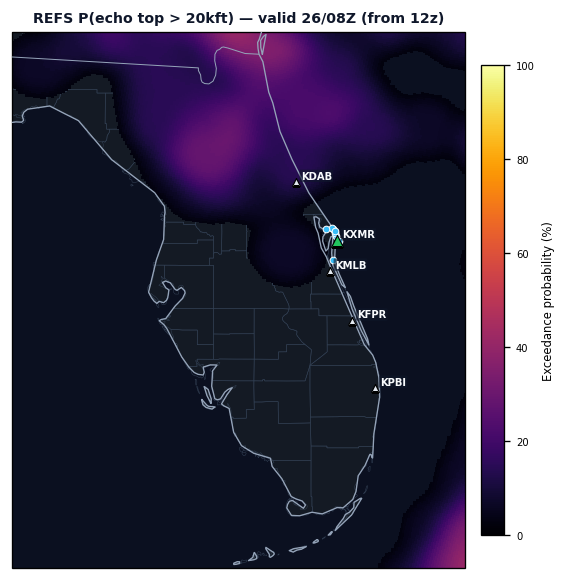 REFS P(echo top > 20kft) — valid 26/08Z (from 12z)
KDAB
KXMR
KMLB
KFPR
KPBI
100
80
60
40
20
0
Exceedance probability (%)